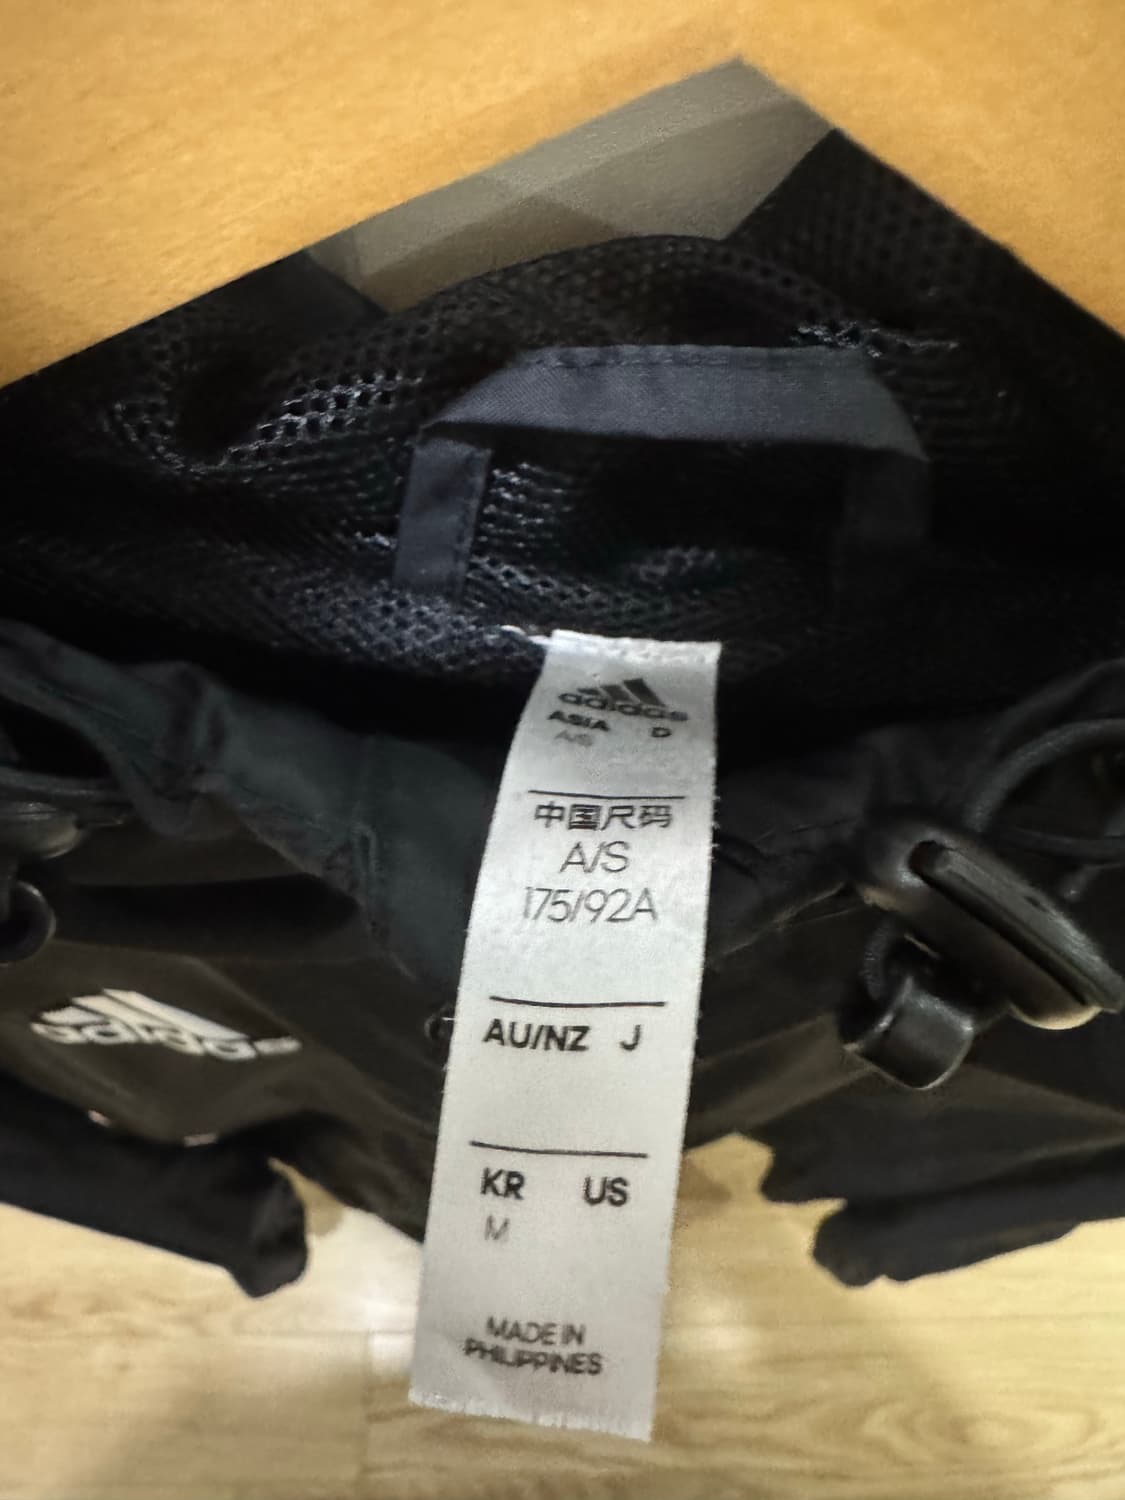 adidas
ASIA D
A/S
中国尺码
A/S
175/92A
AU/NZ J
KR US
M
MADE IN
PHILIPPINES
adidas